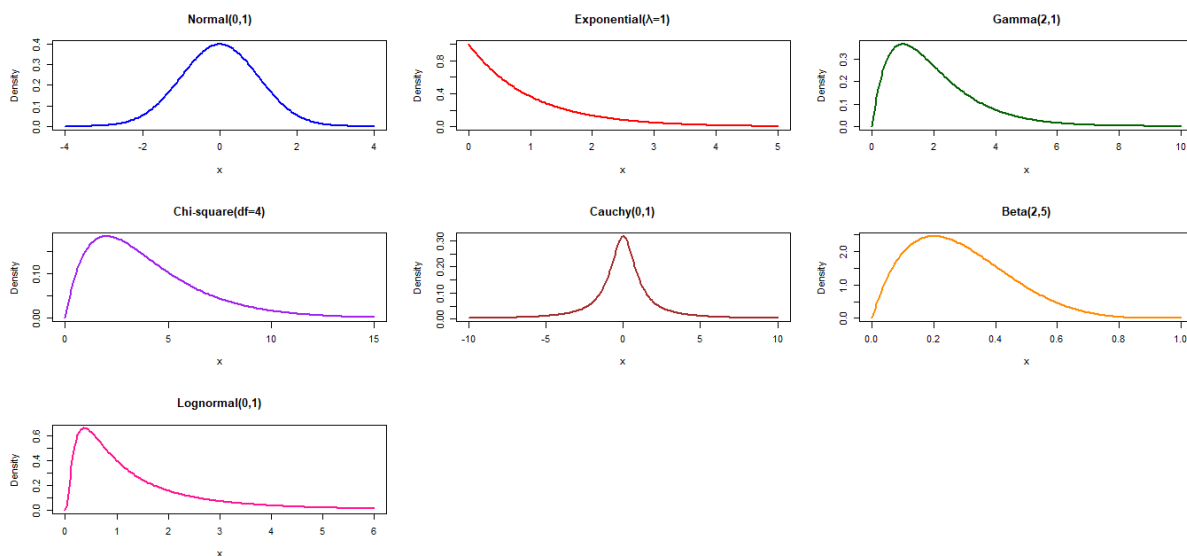 Normal(0,1)
Density
0.0 0.1 0.2 0.3 0.4
-4 -2 0 2 4
x
Exponential(λ=1)
Density
0.0 0.4 0.8
0 1 2 3 4 5
x
Gamma(2,1)
Density
0.0 0.1 0.2 0.3
0 2 4 6 8 10
x
Chi-square(df=4)
Density
0.00 0.10
0 5 10 15
x
Cauchy(0,1)
Density
0.00 0.10 0.20 0.30
-10 -5 0 5 10
x
Beta(2,5)
Density
0.0 1.0 2.0
0.0 0.2 0.4 0.6 0.8 1.0
x
Lognormal(0,1)
Density
0.0 0.2 0.4 0.6
0 1 2 3 4 5 6
x